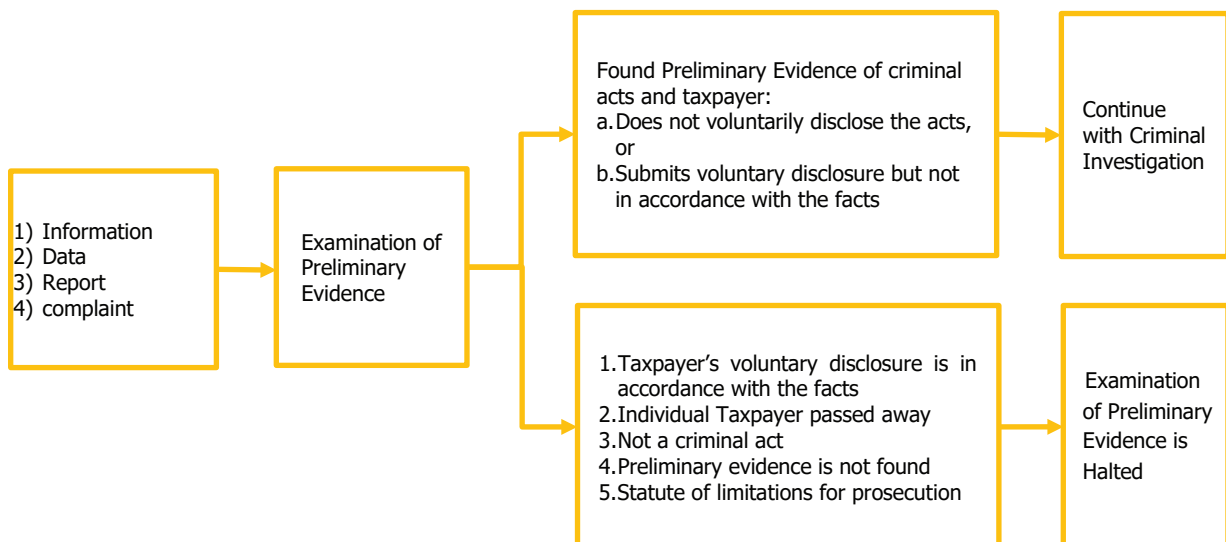 1) Information
2) Data
3) Report
4) complaint
Examination of
Preliminary
Evidence
Found Preliminary Evidence of criminal
acts and taxpayer:
a.Does not voluntarily disclose the acts,
or
b.Submits voluntary disclosure but not
in accordance with the facts
Continue
with Criminal
Investigation
1.Taxpayer’s voluntary disclosure is in
accordance with the facts
2.Individual Taxpayer passed away
3.Not a criminal act
4.Preliminary evidence is not found
5.Statute of limitations for prosecution
Examination
of Preliminary
Evidence is
Halted